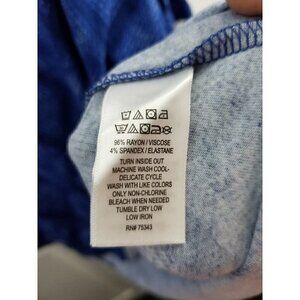 96% RAYON / VISCOSE
4% SPANDEX / ELASTANE
TURN INSIDE OUT
MACHINE WASH COOL-
DELICATE CYCLE
WASH WITH LIKE COLORS
ONLY NON-CHLORINE
BLEACH WHEN NEEDED
TUMBLE DRY LOW
LOW IRON
RN# 75343